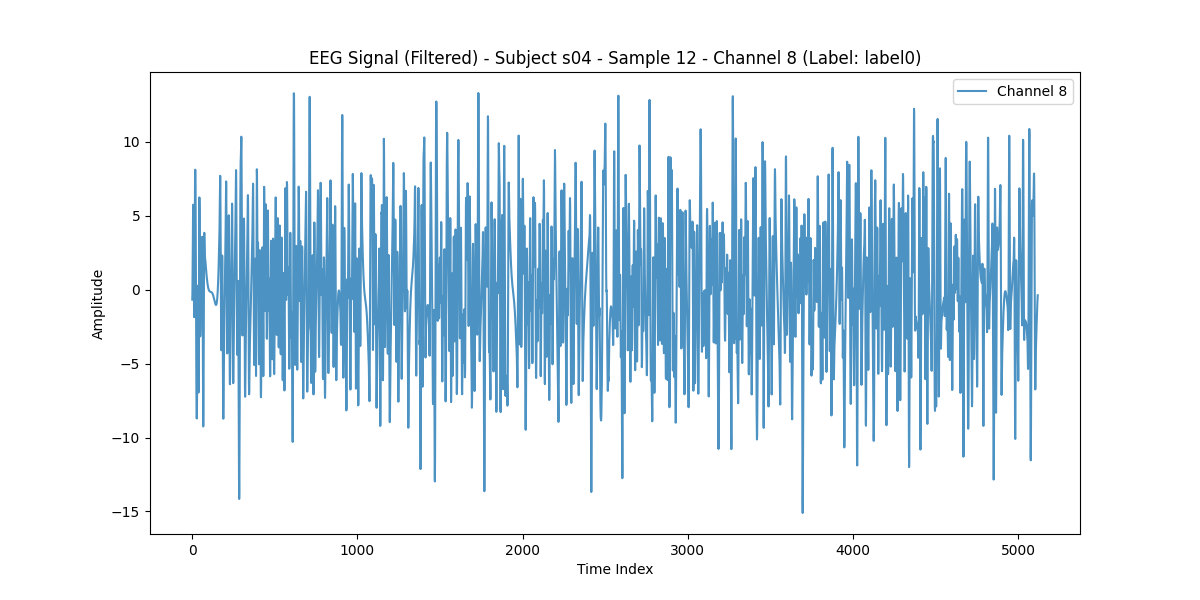 EEG Signal (Filtered) - Subject s04 - Sample 12 - Channel 8 (Label: label0)
Channel 8
10
5
0
−5
−10
−15
Amplitude
0 1000 2000 3000 4000 5000
Time Index